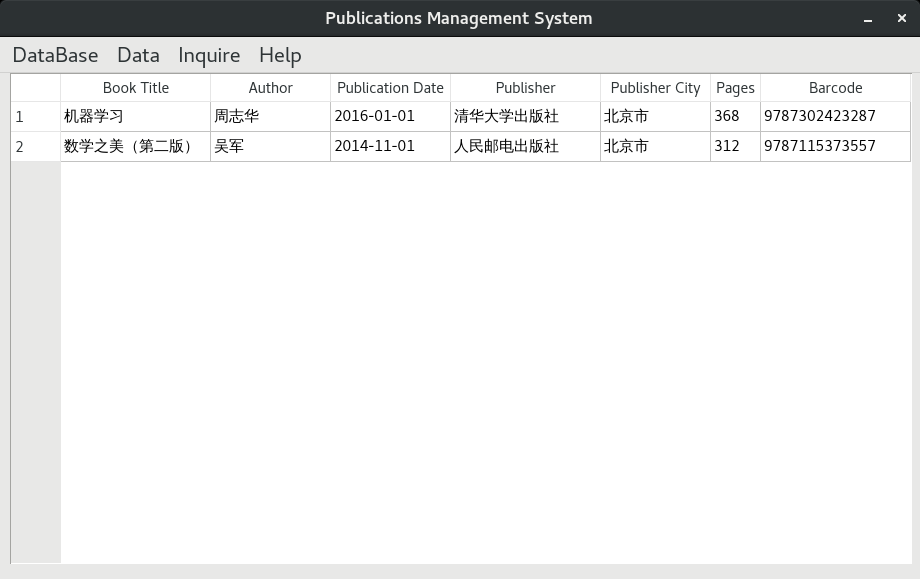 Publications Management System
DataBase Data Inquire Help
Book Title Author Publication Date Publisher Publisher City Pages Barcode
1 机器学习 周志华 2016-01-01 清华大学出版社 北京市 368 9787302423287
2 数学之美（第二版） 吴军 2014-11-01 人民邮电出版社 北京市 312 9787115373557